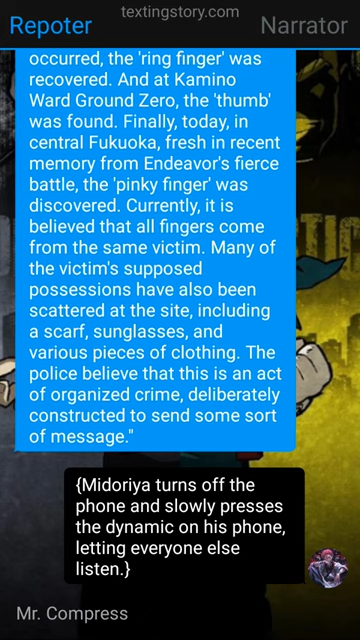 textingstory.com
Repoter
Narrator
occurred, the 'ring finger' was
recovered. And at Kamino
Ward Ground Zero, the 'thumb'
was found. Finally, today, in
central Fukuoka, fresh in recent
memory from Endeavor's fierce
battle, the 'pinky finger' was
discovered. Currently, it is
believed that all fingers come
from the same victim. Many of
the victim's supposed
possessions have also been
scattered at the site, including
a scarf, sunglasses, and
various pieces of clothing. The
police believe that this is an act
of organized crime, deliberately
constructed to send some sort
of message."
{Midoriya turns off the
phone and slowly presses
the dynamic on his phone,
letting everyone else
listen.}
Mr. Compress